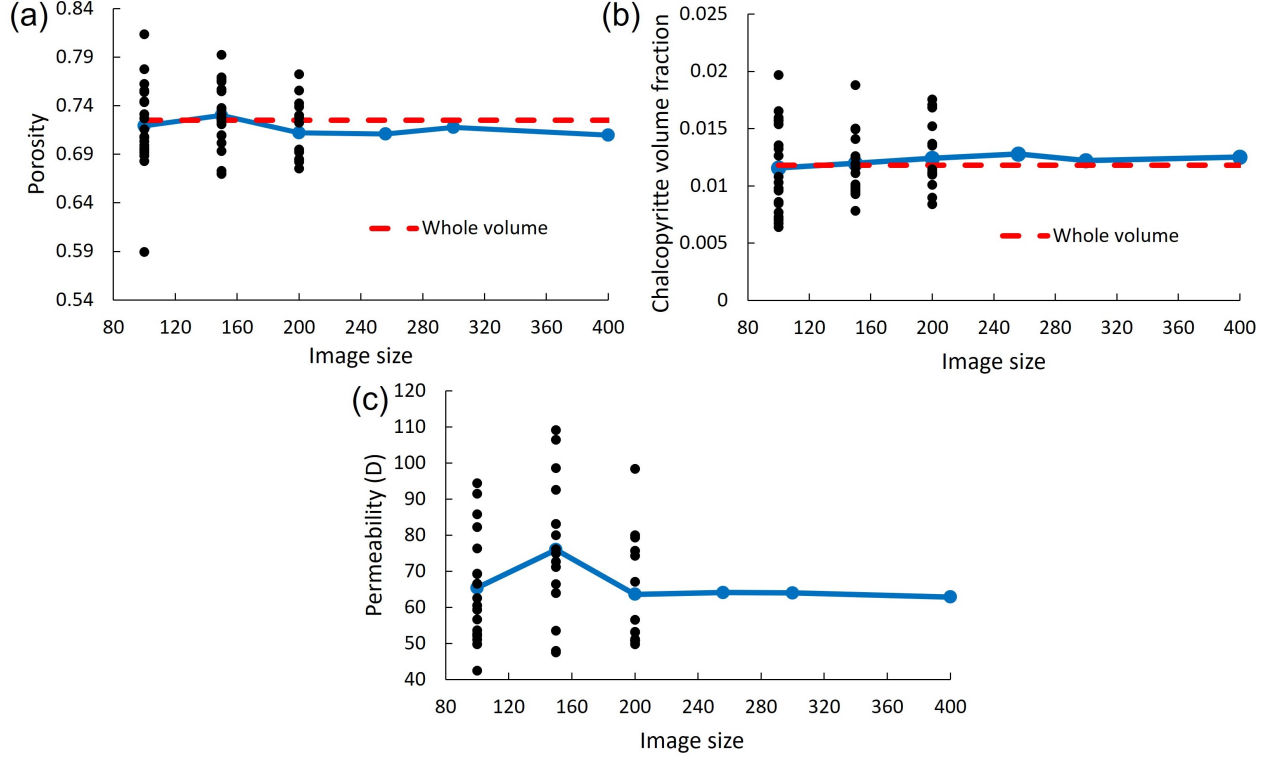 (a)
Porosity
0.84
0.79
0.74
0.69
0.64
0.59
0.54
Whole volume
80 120 160 200 240 280 320 360 400
Image size
(b)
Chalcopyritte volume fraction
0.025
0.02
0.015
0.01
0.005
0
Whole volume
80 120 160 200 240 280 320 360 400
Image size
(c)
Permeability (D)
120
110
100
90
80
70
60
50
40
80 120 160 200 240 280 320 360 400
Image size